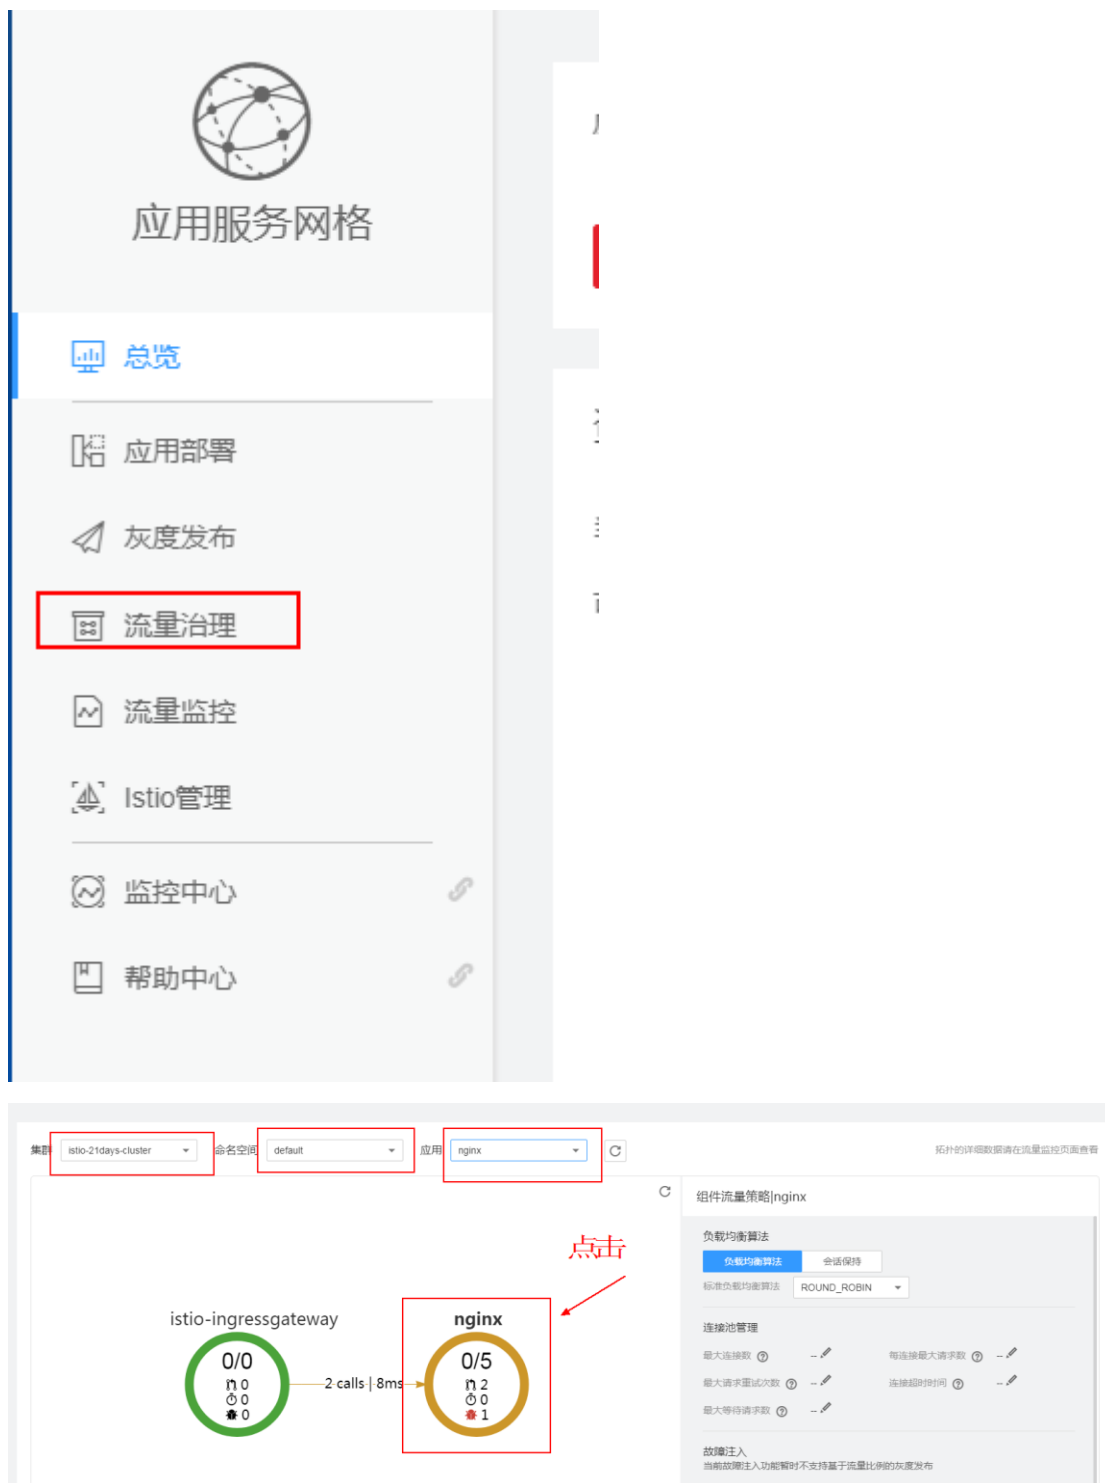 应用服务网格
总览
应用部署
灰度发布
流量治理
流量监控
Istio管理
监控中心
帮助中心
集群 istio-21days-cluster 命名空间 default 应用 nginx 拓扑的详细数据请在流量监控页面查看
组件流量策略|nginx
点击
负载均衡算法
负载均衡算法 会话保持
标准负载均衡算法 ROUND_ROBIN
istio-ingressgateway nginx
连接池管理
最大连接数 -- 每连接最大请求数 --
最大请求重试次数 -- 连接超时时间 --
最大等待请求数 --
0/0
0
0
0
2 calls | 8ms
0/5
2
0
1
故障注入
当前故障注入功能暂时不支持基于流量比例的灰度发布